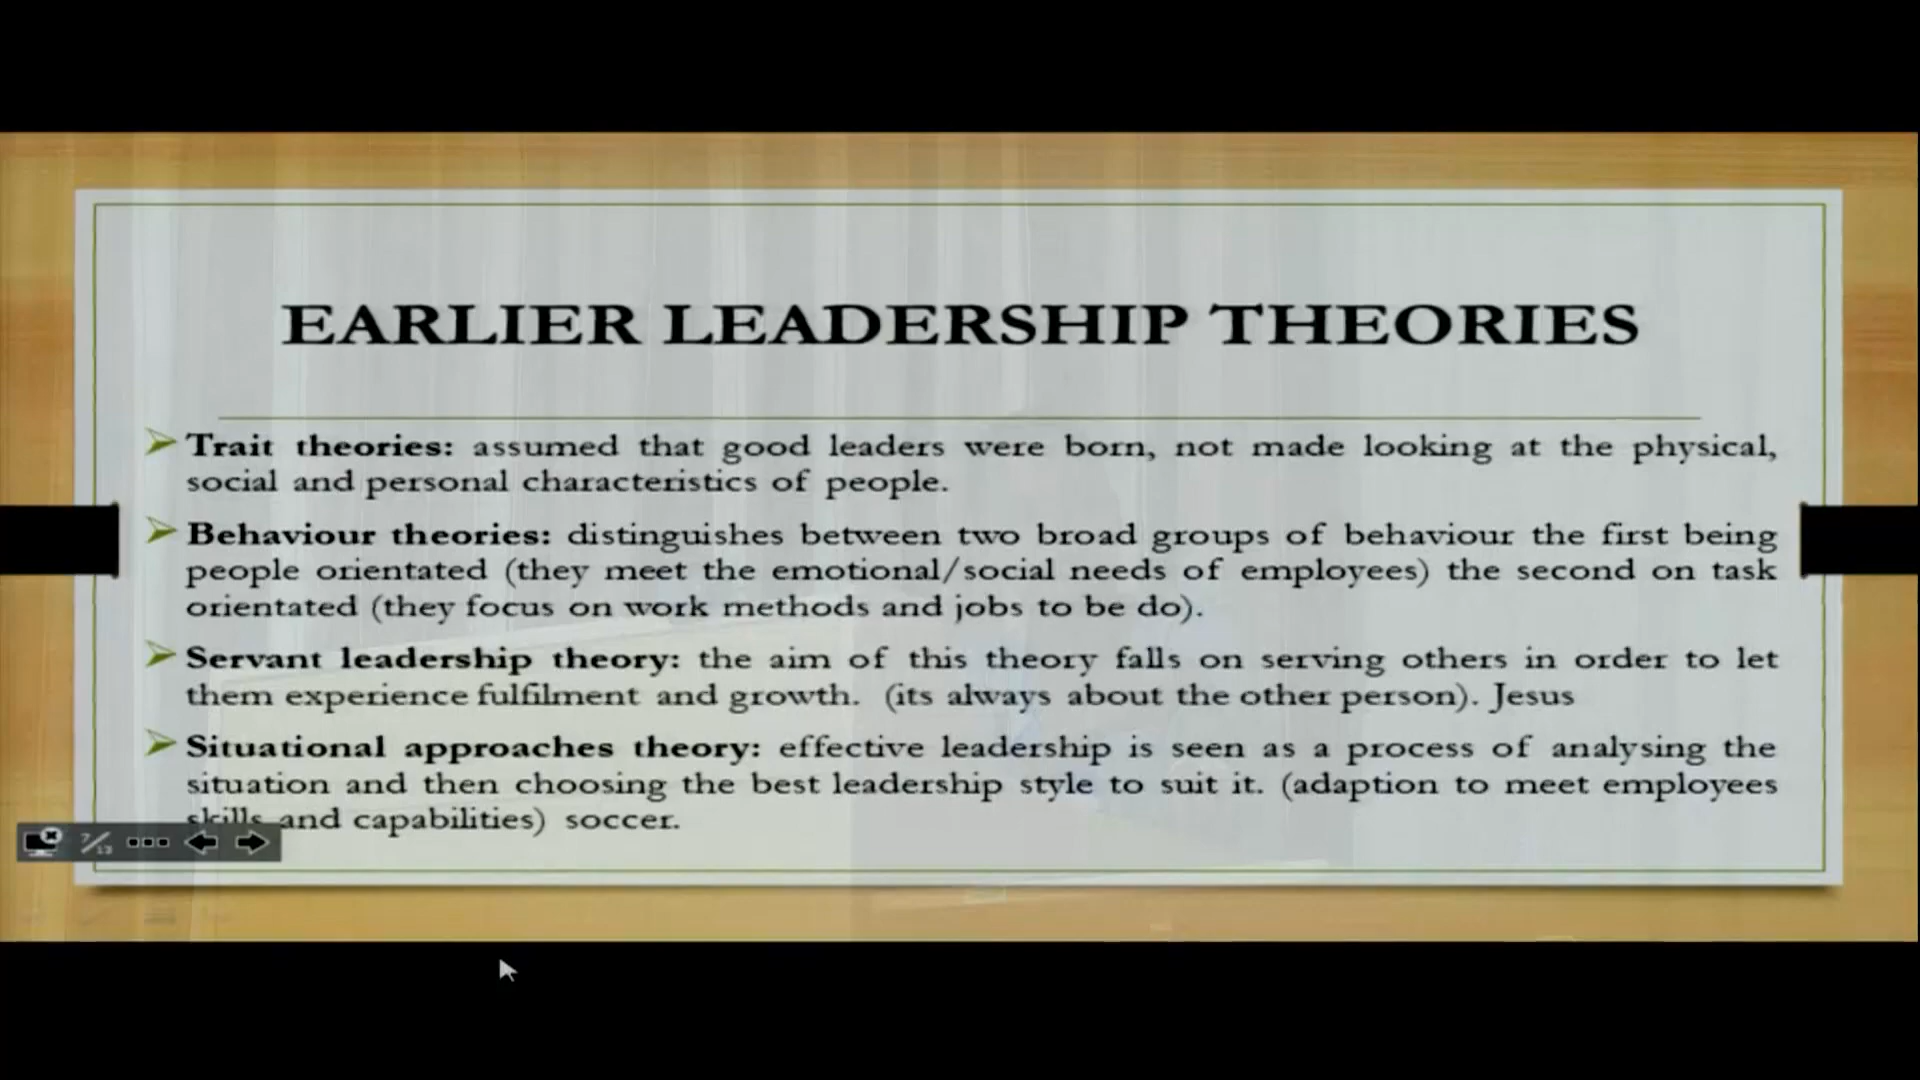 EARLIER LEADERSHIP THEORIES
Trait theories: assumed that good leaders were born, not made looking at the physical,
social and personal characteristics of people.
Behaviour theories: distinguishes between two broad groups of behaviour the first being
people orientated (they meet the emotional/social needs of employees) the second on task
orientated (they focus on work methods and jobs to be do).
Servant leadership theory: the aim of this theory falls on serving others in order to let
them experience fulfilment and growth. (its always about the other person). Jesus
Situational approaches theory: effective leadership is seen as a process of analysing the
situation and then choosing the best leadership style to suit it. (adaption to meet employees
skills and capabilities) soccer.
7/13